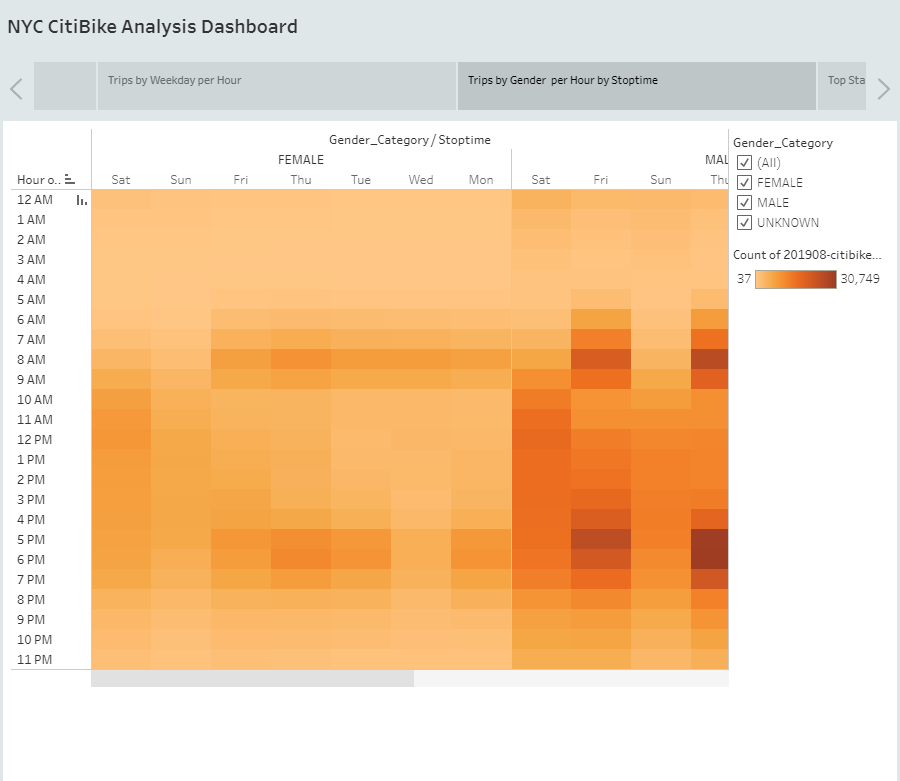 NYC CitiBike Analysis Dashboard
Trips by Weekday per Hour
Trips by Gender  per Hour by Stoptime
Top Sta
Gender_Category / Stoptime
FEMALE
MAL
Hour o..
Sat Sun Fri Thu Tue Wed Mon Sat Fri Sun Thu
12 AM
1 AM
2 AM
3 AM
4 AM
5 AM
6 AM
7 AM
8 AM
9 AM
10 AM
11 AM
12 PM
1 PM
2 PM
3 PM
4 PM
5 PM
6 PM
7 PM
8 PM
9 PM
10 PM
11 PM
Gender_Category
(All)
FEMALE
MALE
UNKNOWN
Count of 201908-citibike...
37 30,749